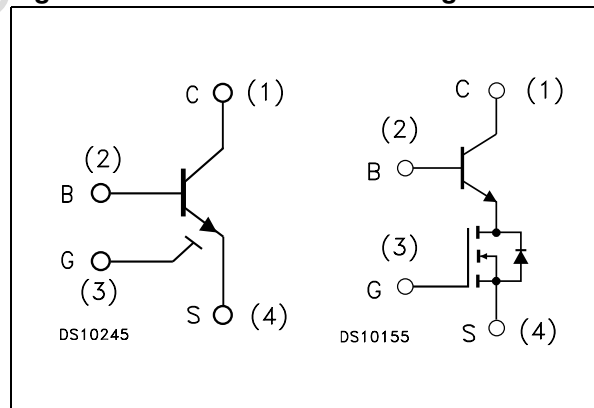 C (1)
(2)
B
G
(3)
S (4)
DS10245
C (1)
(2)
B
(3)
G
S (4)
DS10155